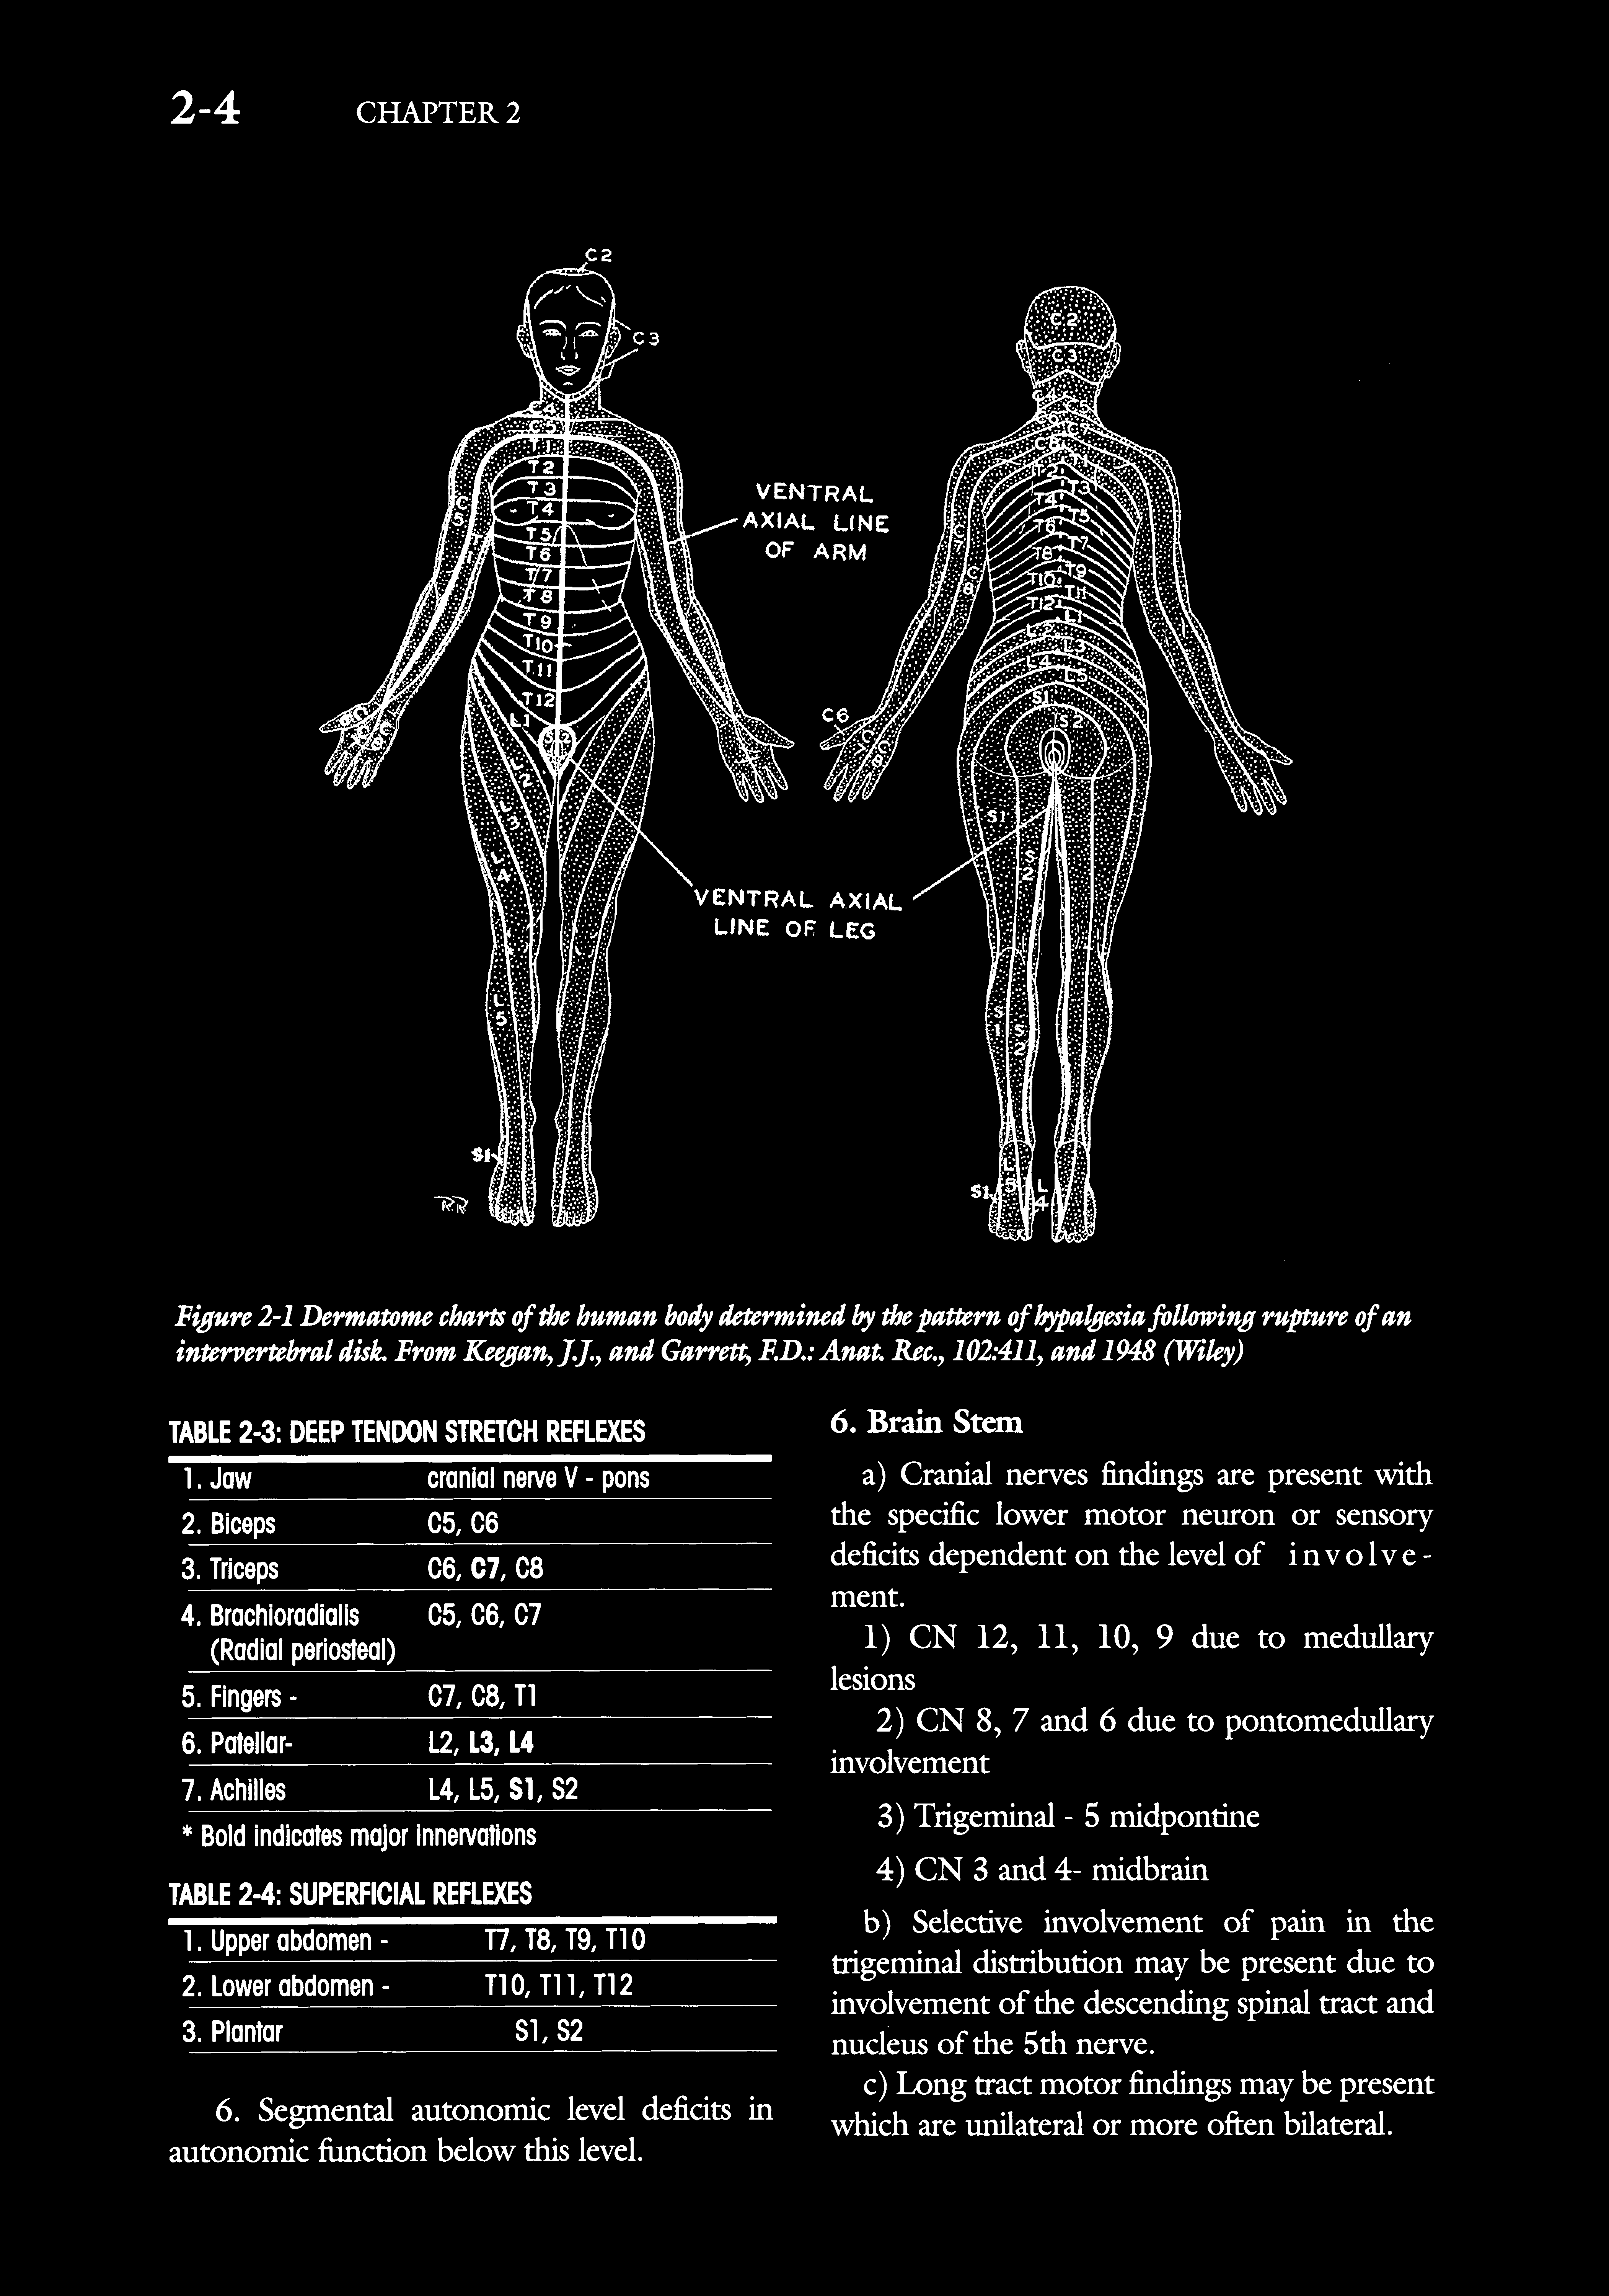 2-4 CHAPTER 2
C2
C3
C4
C5
T1
T2
T3
T4
T5
T6
T7
T8
T9
T10
T11
T12
L1
S2
L2
L3
L4
L5
S1
C5
T1
C6
C7
C8
VENTRAL
AXIAL LINE
OF ARM
VENTRAL AXIAL
LINE OF LEG
C2
C3
C4
C5
C7
C8
T1
T2
T3
T4
T5
T6
T7
T8
T9
T10
T11
T12
L1
L2
L3
L4
L5
S1
S2
C7
C8
C6
C7
C8
S1
S2
S1
S2
L5
S1
L4
R.R
Figure 2-1 Dermatome charts of the human body determined by the pattern of hypalgesia following rupture of an
intervertebral disk. From Keegan, J.J., and Garrett, F.D.: Anat. Rec., 102:411, and 1948 (Wiley)
TABLE 2-3: DEEP TENDON STRETCH REFLEXES
1. Jaw cranial nerve V - pons
2. Biceps C5, C6
3. Triceps C6, C7, C8
4. Brachioradialis C5, C6, C7
(Radial periosteal)
5. Fingers - C7, C8, T1
6. Patellar- L2, L3, L4
7. Achilles L4, L5, S1, S2
* Bold indicates major innervations
TABLE 2-4: SUPERFICIAL REFLEXES
1. Upper abdomen - T7, T8, T9, T10
2. Lower abdomen - T10, T11, T12
3. Plantar S1, S2
6. Segmental autonomic level deficits in
autonomic function below this level.
6. Brain Stem
a) Cranial nerves findings are present with
the specific lower motor neuron or sensory
deficits dependent on the level of involve-
ment.
1) CN 12, 11, 10, 9 due to medullary
lesions
2) CN 8, 7 and 6 due to pontomedullary
involvement
3) Trigeminal - 5 midpontine
4) CN 3 and 4- midbrain
b) Selective involvement of pain in the
trigeminal distribution may be present due to
involvement of the descending spinal tract and
nucleus of the 5th nerve.
c) Long tract motor findings may be present
which are unilateral or more often bilateral.